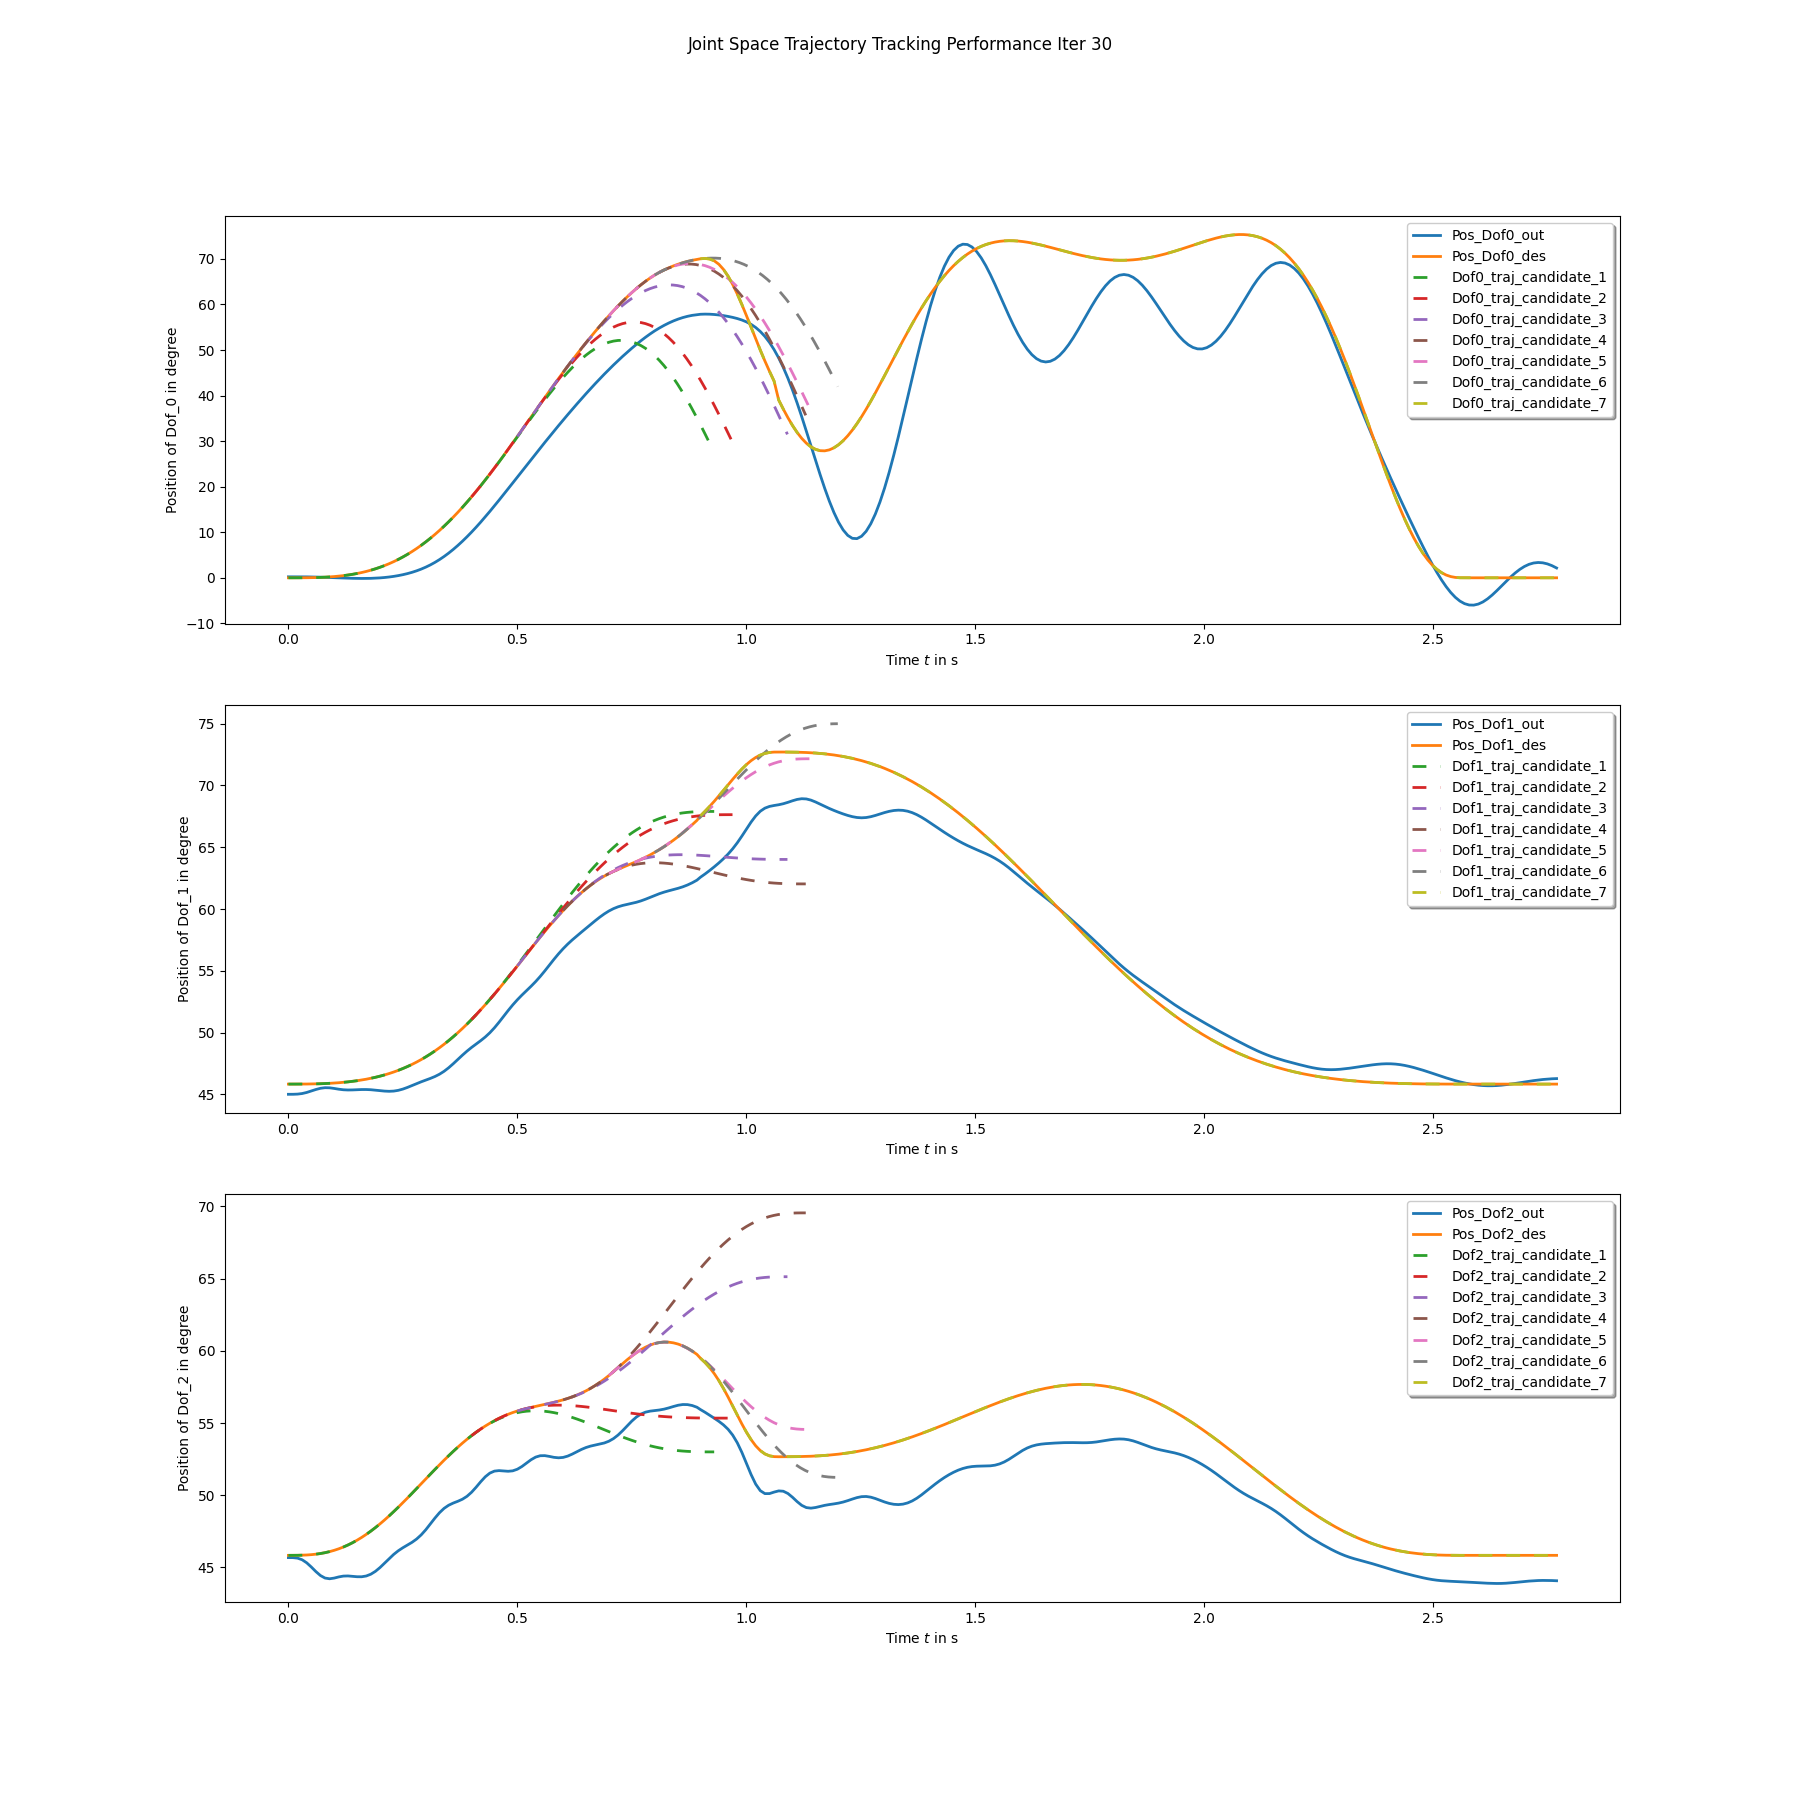 Joint Space Trajectory Tracking Performance Iter 30
Position of Dof_0 in degree
70
60
50
40
30
20
10
0
−10
0.0 0.5 1.0 1.5 2.0 2.5
Time t in s
Pos_Dof0_out
Pos_Dof0_des
Dof0_traj_candidate_1
Dof0_traj_candidate_2
Dof0_traj_candidate_3
Dof0_traj_candidate_4
Dof0_traj_candidate_5
Dof0_traj_candidate_6
Dof0_traj_candidate_7
Position of Dof_1 in degree
75
70
65
60
55
50
45
0.0 0.5 1.0 1.5 2.0 2.5
Time t in s
Pos_Dof1_out
Pos_Dof1_des
Dof1_traj_candidate_1
Dof1_traj_candidate_2
Dof1_traj_candidate_3
Dof1_traj_candidate_4
Dof1_traj_candidate_5
Dof1_traj_candidate_6
Dof1_traj_candidate_7
Position of Dof_2 in degree
70
65
60
55
50
45
0.0 0.5 1.0 1.5 2.0 2.5
Time t in s
Pos_Dof2_out
Pos_Dof2_des
Dof2_traj_candidate_1
Dof2_traj_candidate_2
Dof2_traj_candidate_3
Dof2_traj_candidate_4
Dof2_traj_candidate_5
Dof2_traj_candidate_6
Dof2_traj_candidate_7